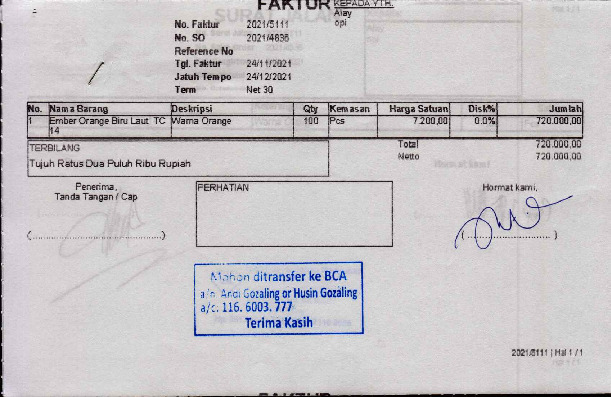 FAKTUR
KEPADA YTH.
Alay
opi
No. Faktur 2021/5111
No. SO 2021/4636
Reference No
Tgl. Faktur 24/11/2021
Jatuh Tempo 24/12/2021
Term Net 30
No. Nama Barang Deskripsi Qty Kemasan Harga Satuan Disk% Jumlah
1 Ember Orange Biru Laut TC Warna Orange 100 Pcs 7.200,00 0.0% 720.000,00
14
TERBILANG
Total 720.000,00
Netto 720.000,00
Tujuh Ratus Dua Puluh Ribu Rupiah
Penerima,
Tanda Tangan / Cap
PERHATIAN
Hormat kami,
(..............................)
(..............................)
Mohon ditransfer ke BCA
a/n. Andi Gozaling or Husin Gozaling
a/c. 116. 6003. 777
Terima Kasih
2021/5111 | Hal 1 / 1
FAKTUR